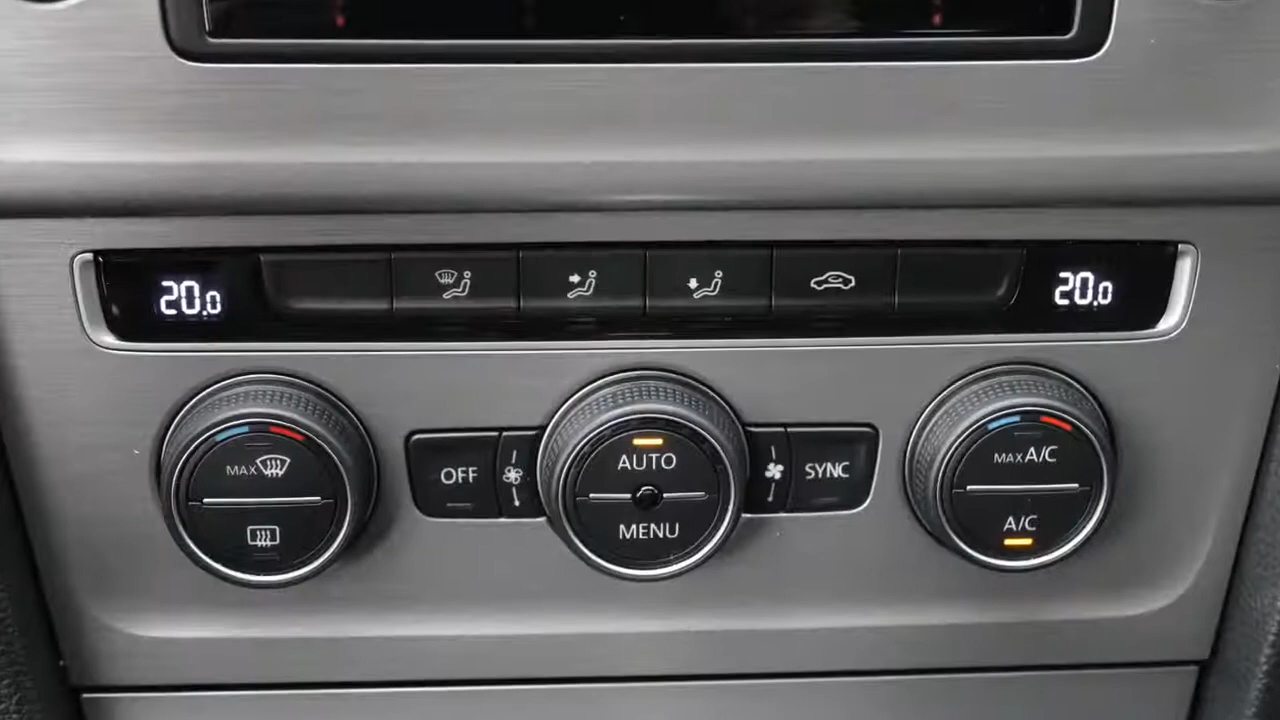 20.0
20.0
MAX
OFF
AUTO
MENU
SYNC
MAX A/C
A/C